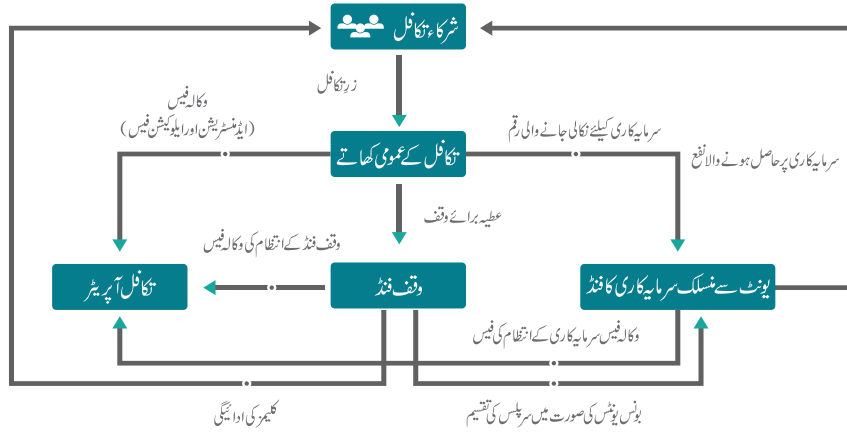 شرکاء تکافل
زرِ تکافل
وکالہ فیس
(ایڈمنسٹریشن اور ایلوکیشن فیس)
سرمایہ کاری کیلئے نکالی جانے والی رقم
تکافل کے عمومی کھاتے
سرمایہ کاری پر حاصل ہونے والا نفع
عطیہ برائے وقف
وقف فنڈ کے انتظام کی وکالہ فیس
یونٹ سے منسلک سرمایہ کاری کا فنڈ
وقف فنڈ
تکافل آپریٹر
وکالہ فیس سرمایہ کاری کے انتظام کی فیس
بونس یونٹس کی صورت میں سرپلس کی تقسیم
کلیمز کی ادائیگی